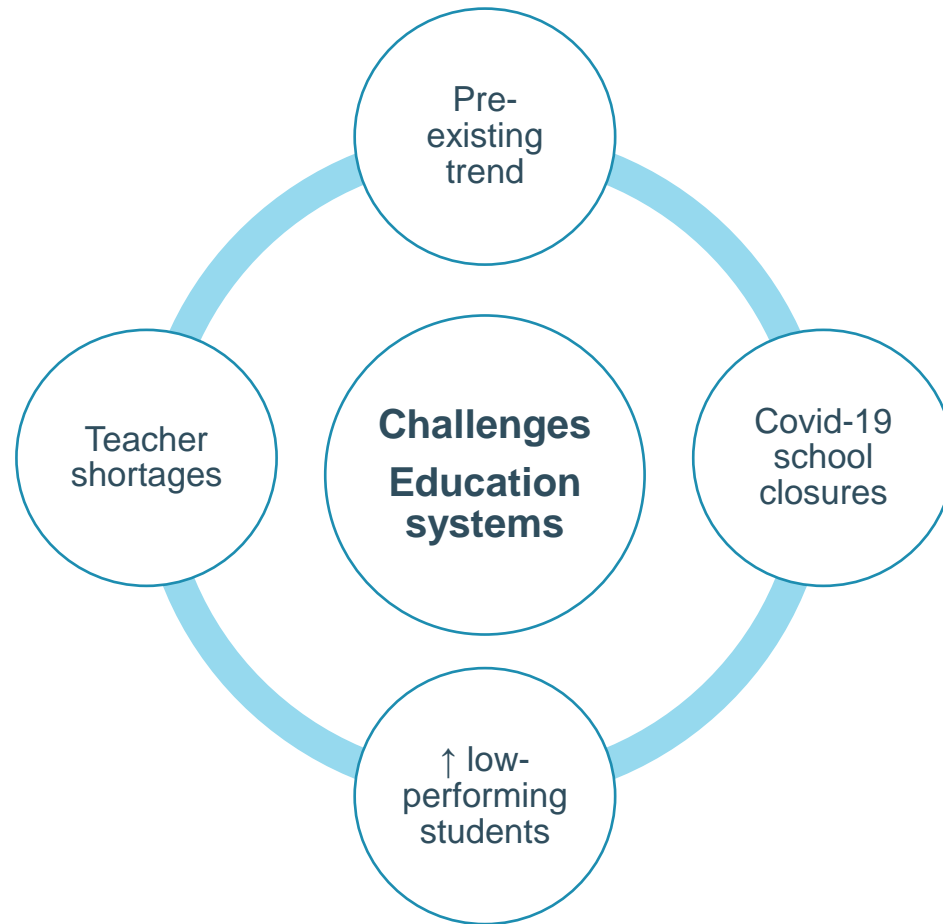 Pre-
existing
trend
Teacher
shortages
Challenges
Education
systems
Covid-19
school
closures
↑ low-
performing
students